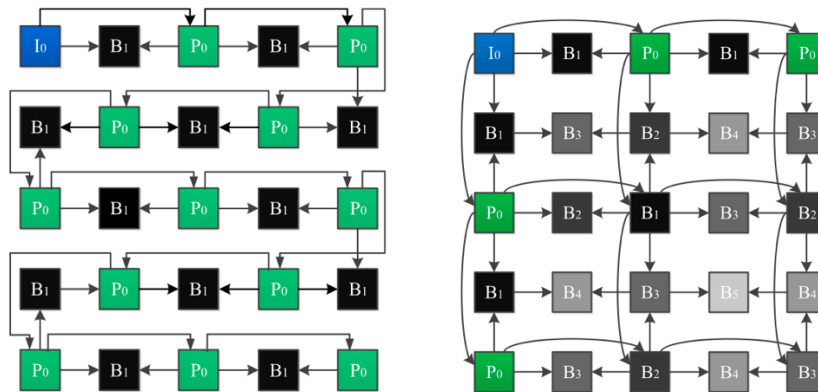 I0 B1 P0 B1 P0
B1 P0 B1 P0 B1
P0 B1 P0 B1 P0
B1 P0 B1 P0 B1
P0 B1 P0 B1 P0
I0 B1 P0 B1 P0
B1 B3 B2 B4 B3
P0 B2 B1 B3 B2
B1 B4 B3 B5 B4
P0 B3 B2 B4 B3